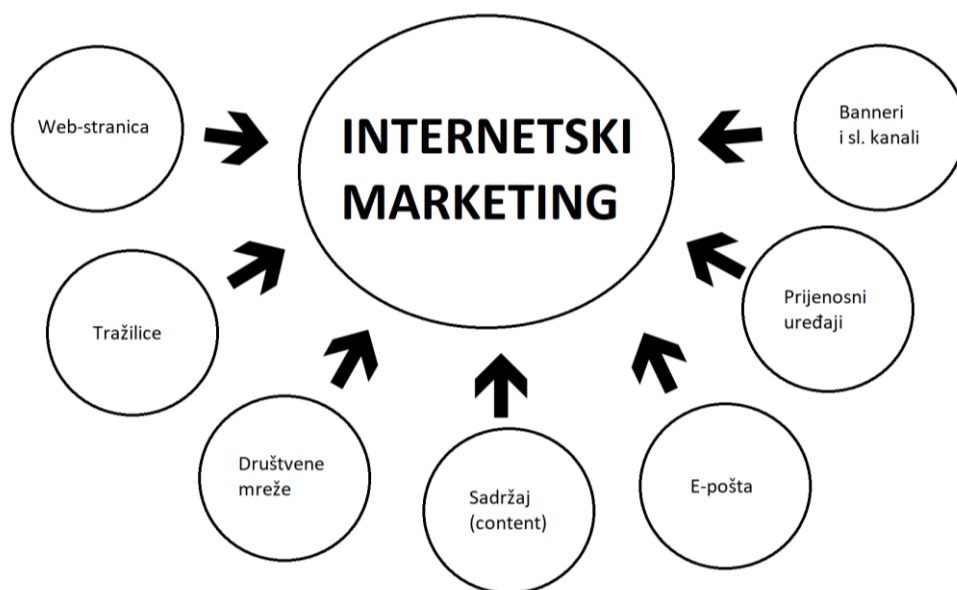 INTERNETSKI
MARKETING
Web-stranica
Tražilice
Društvene
mreže
Sadržaj
(content)
E-pošta
Prijenosni
uređaji
Banneri
i sl. kanali